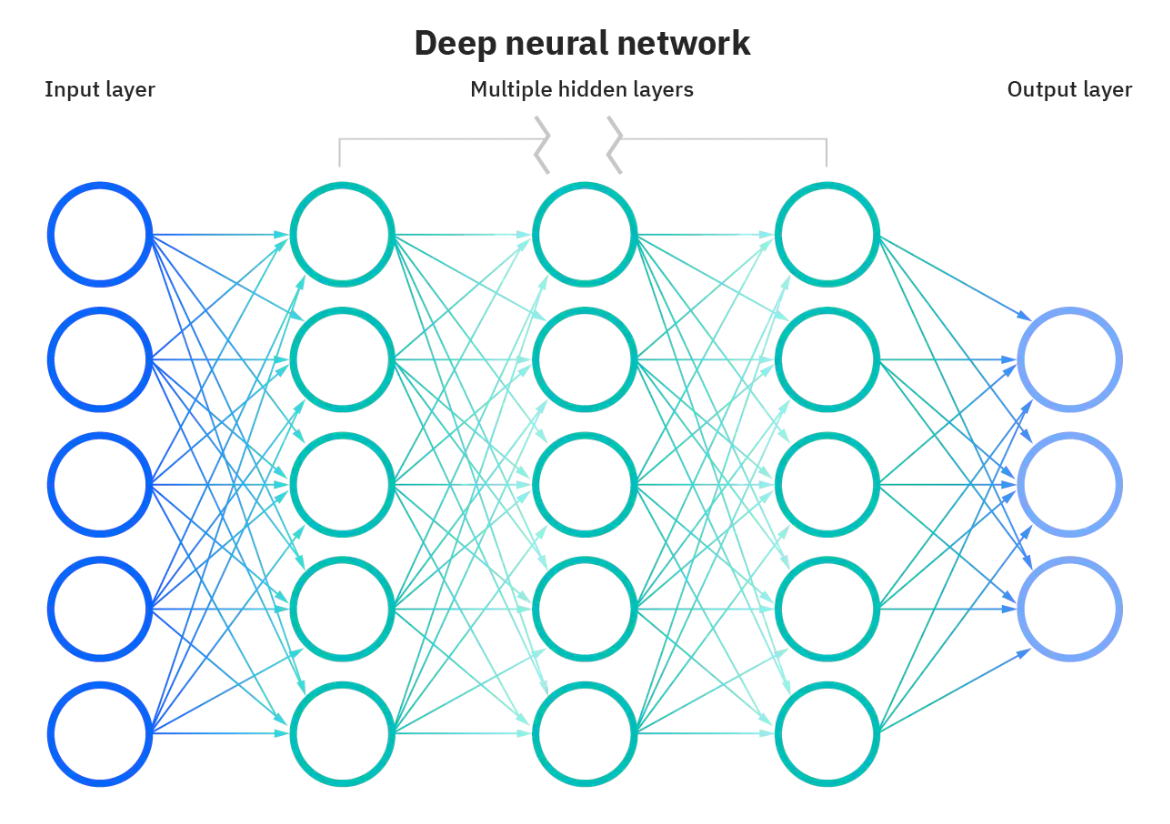 Deep neural network
Input layer
Multiple hidden layers
Output layer